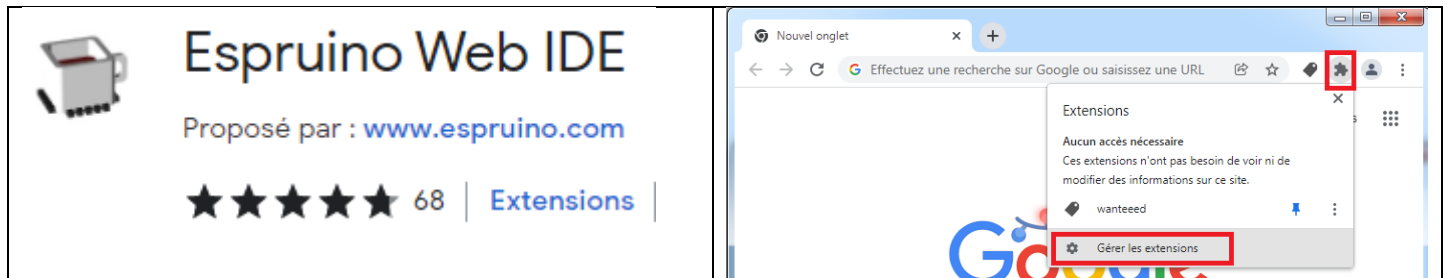 Espruino Web IDE
Proposé par : www.espruino.com
68 | Extensions
Nouvel onglet
Effectuez une recherche sur Google ou saisissez une URL
Extensions
Aucun accès nécessaire
Ces extensions n'ont pas besoin de voir ni de
modifier des informations sur ce site.
wanteeed
Gérer les extensions
Google